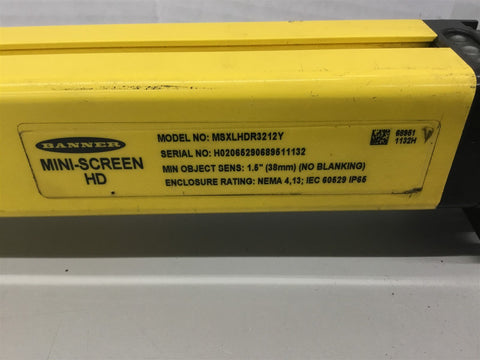 BANNER
MINI-SCREEN
HD
MODEL NO: MSXLHDR3212Y
SERIAL NO: H02065290689511132
MIN OBJECT SENS: 1.5" (38mm) (NO BLANKING)
ENCLOSURE RATING: NEMA 4,13; IEC 60529 IP65
68951
1132H